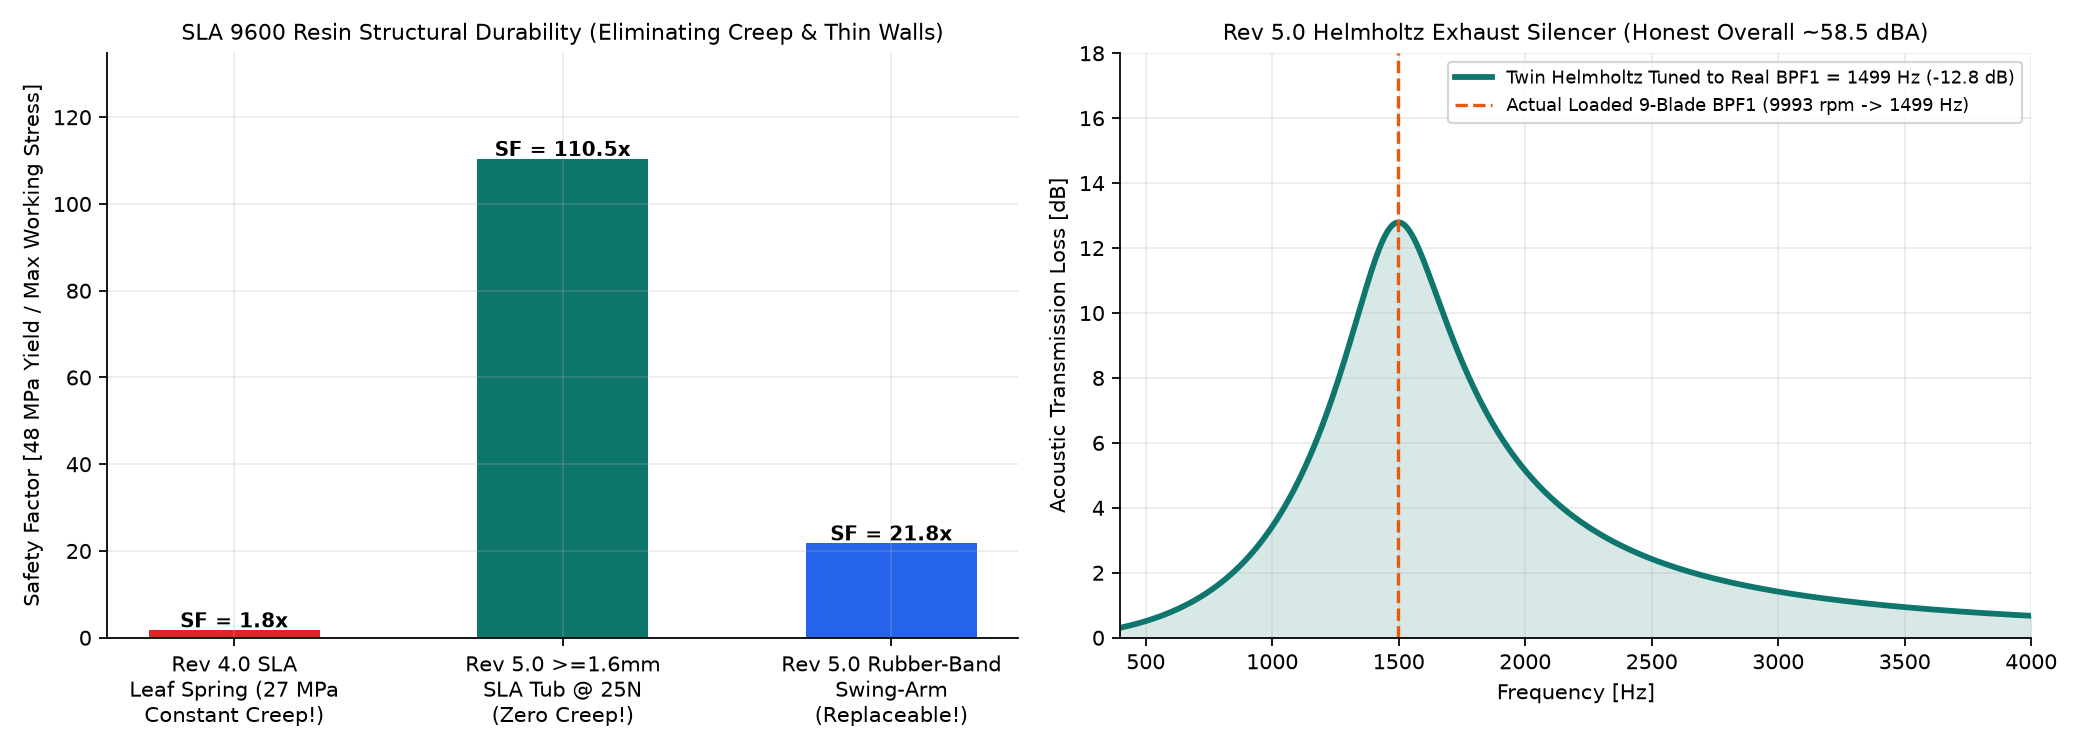 SLA 9600 Resin Structural Durability (Eliminating Creep & Thin Walls)
Safety Factor [48 MPa Yield / Max Working Stress]
120
100
80
60
40
20
0
SF = 1.8x
SF = 110.5x
SF = 21.8x
Rev 4.0 SLA
Leaf Spring (27 MPa
Constant Creep!)
Rev 5.0 >=1.6mm
SLA Tub @ 25N
(Zero Creep!)
Rev 5.0 Rubber-Band
Swing-Arm
(Replaceable!)
Rev 5.0 Helmholtz Exhaust Silencer (Honest Overall ~58.5 dBA)
Acoustic Transmission Loss [dB]
18
16
14
12
10
8
6
4
2
0
Twin Helmholtz Tuned to Real BPF1 = 1499 Hz (-12.8 dB)
Actual Loaded 9-Blade BPF1 (9993 rpm -> 1499 Hz)
500 1000 1500 2000 2500 3000 3500 4000
Frequency [Hz]